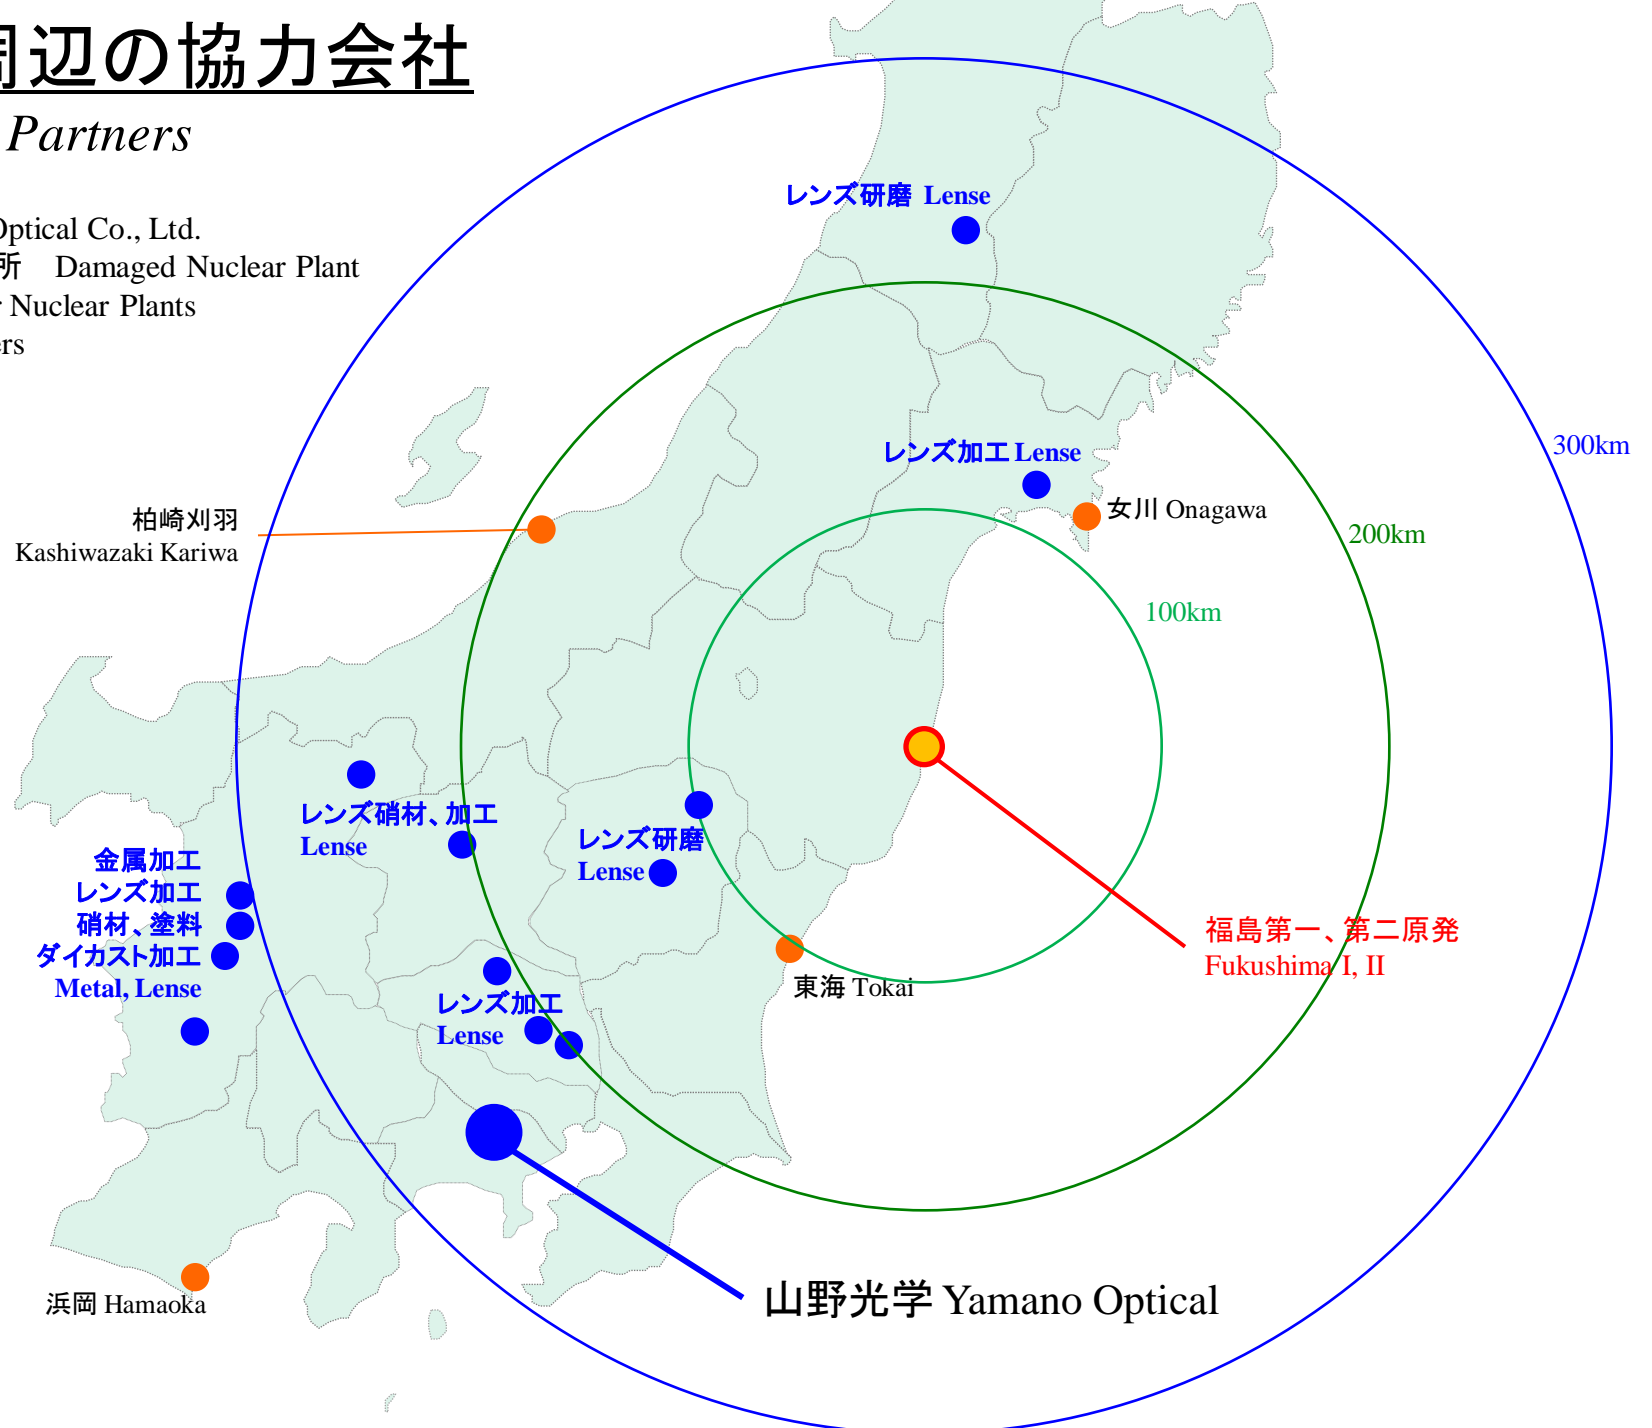 周辺の協力会社
Partners
Optical Co., Ltd.
所 Damaged Nuclear Plant
Nuclear Plants
レンズ研磨 Lense
300km
レンズ加工 Lense
女川 Onagawa
柏崎刈羽
Kashiwazaki Kariwa
200km
100km
レンズ硝材、加工
Lense
レンズ研磨
Lense
金属加工
レンズ加工
硝材、塗料
ダイカスト加工
Metal, Lense
福島第一、第二原発
Fukushima I, II
東海 Tokai
レンズ加工
Lense
山野光学 Yamano Optical
浜岡 Hamaoka